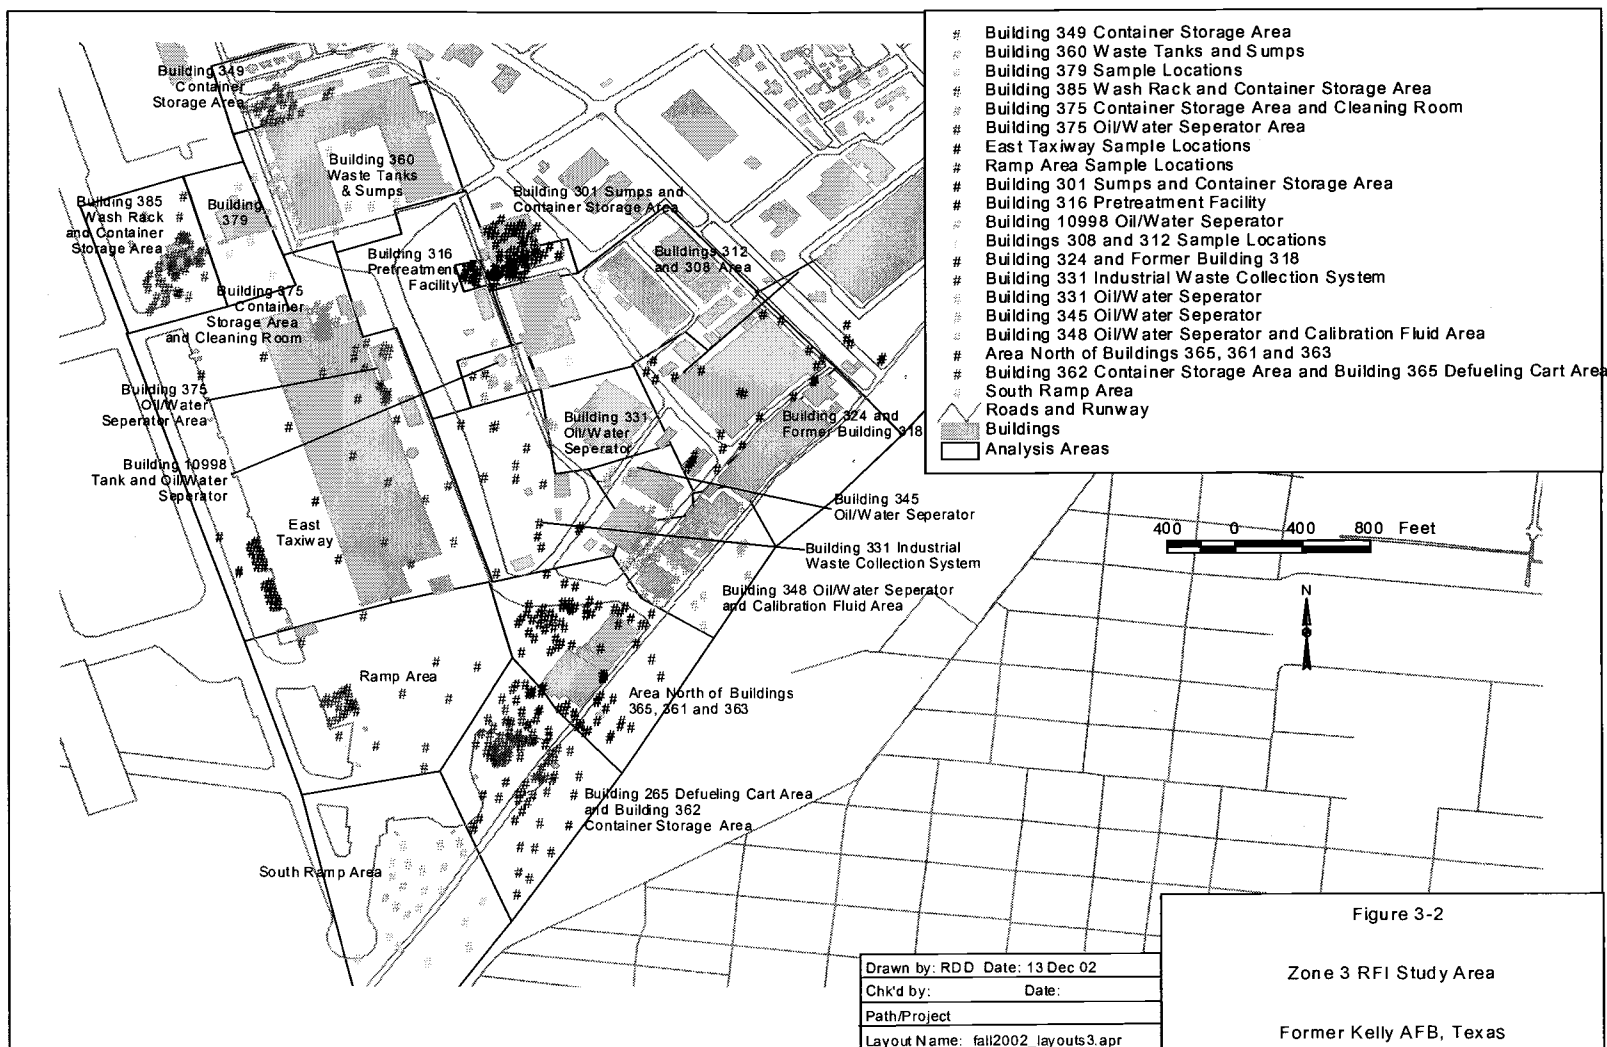 Building 349
Container
Storage Area
Building 360
Waste Tanks
& Sumps
Building 385
Wash Rack
and Container
Storage Area
Building
379
Building 301 Sumps and
Container Storage Area
Building 316
Pretreatment
Facility
Buildings 312
and 308 Area
Building 375
Container
Storage Area
and Cleaning Room
Building 375
Oil/Water
Seperator Area
Building 331
Oil/Water
Seperator
Building 324 and
Former Building 318
Building 10998
Tank and Oil/Water
Seperator
East
Taxiway
Building 345
Oil/Water Seperator
Building 331 Industrial
Waste Collection System
Building 348 Oil/Water Seperator
and Calibration Fluid Area
Ramp Area
Area North of Buildings
365, 361 and 363
Building 265 Defueling Cart Area
and Building 362
Container Storage Area
South Ramp Area
# Building 349 Container Storage Area
# Building 360 Waste Tanks and Sumps
# Building 379 Sample Locations
# Building 385 Wash Rack and Container Storage Area
# Building 375 Container Storage Area and Cleaning Room
# Building 375 Oil/Water Seperator Area
# East Taxiway Sample Locations
# Ramp Area Sample Locations
# Building 301 Sumps and Container Storage Area
# Building 316 Pretreatment Facility
# Building 10998 Oil/Water Seperator
# Buildings 308 and 312 Sample Locations
# Building 324 and Former Building 318
# Building 331 Industrial Waste Collection System
# Building 331 Oil/Water Seperator
# Building 345 Oil/Water Seperator
# Building 348 Oil/Water Seperator and Calibration Fluid Area
# Area North of Buildings 365, 361 and 363
# Building 362 Container Storage Area and Building 365 Defueling Cart Area
# South Ramp Area
Roads and Runway
Buildings
Analysis Areas
400 0 400 800 Feet
N
Drawn by: RDD Date: 13 Dec 02
Chk'd by: Date:
Path/Project
Layout Name: fall2002_layouts3.apr
Figure 3-2
Zone 3 RFI Study Area
Former Kelly AFB, Texas